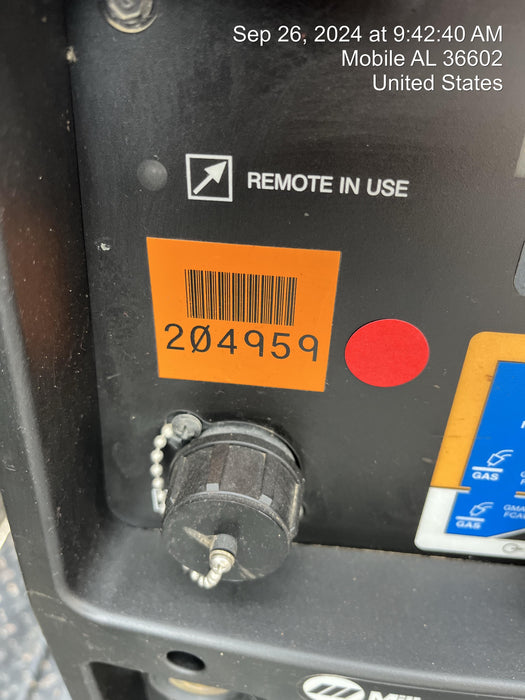 Sep 26, 2024 at 9:42:40 AM
Mobile AL 36602
United States
REMOTE IN USE
204959
GAS
GAS